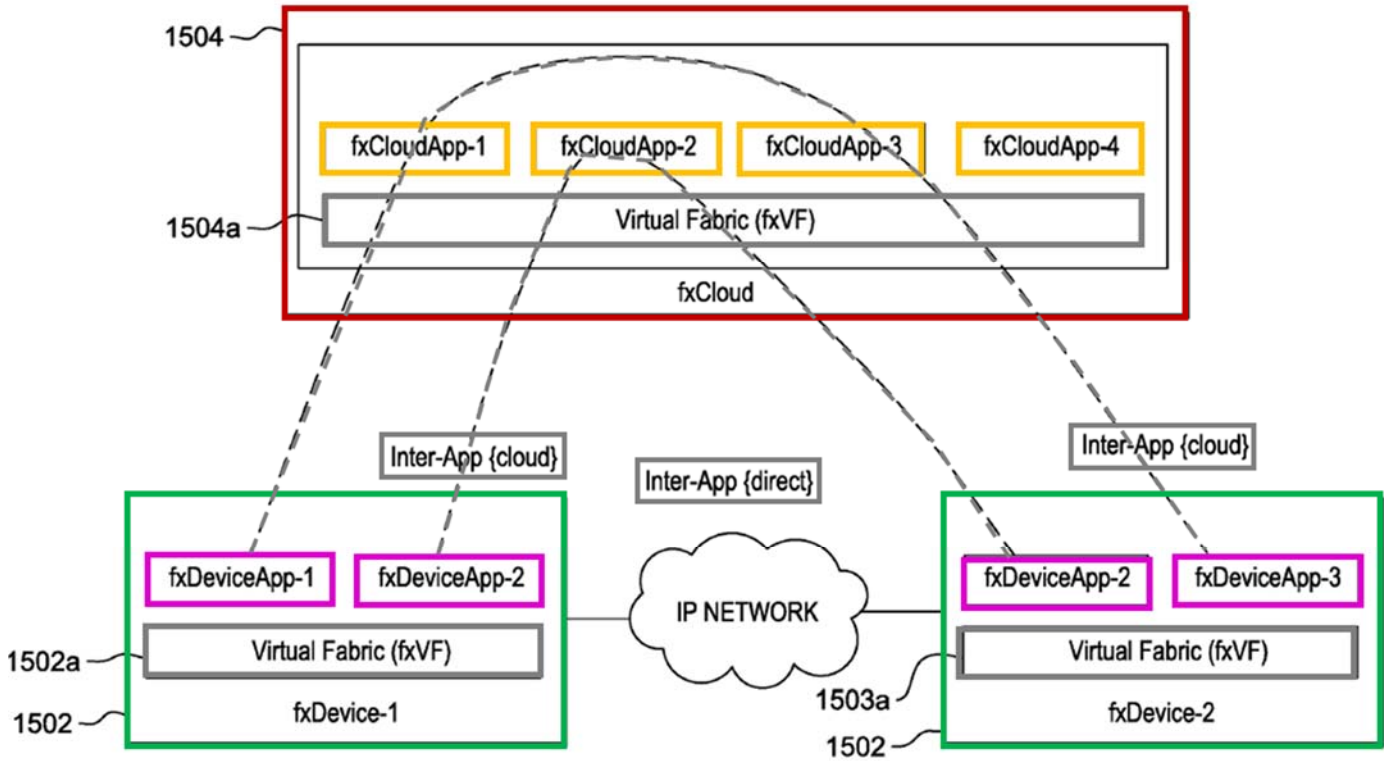 1504
fxCloudApp-1
fxCloudApp-2
fxCloudApp-3
fxCloudApp-4
1504a
Virtual Fabric (fxVF)
fxCloud
Inter-App {cloud}
Inter-App {direct}
Inter-App {cloud}
fxDeviceApp-1
fxDeviceApp-2
IP NETWORK
fxDeviceApp-2
fxDeviceApp-3
1502a
Virtual Fabric (fxVF)
1503a
Virtual Fabric (fxVF)
1502
fxDevice-1
1502
fxDevice-2